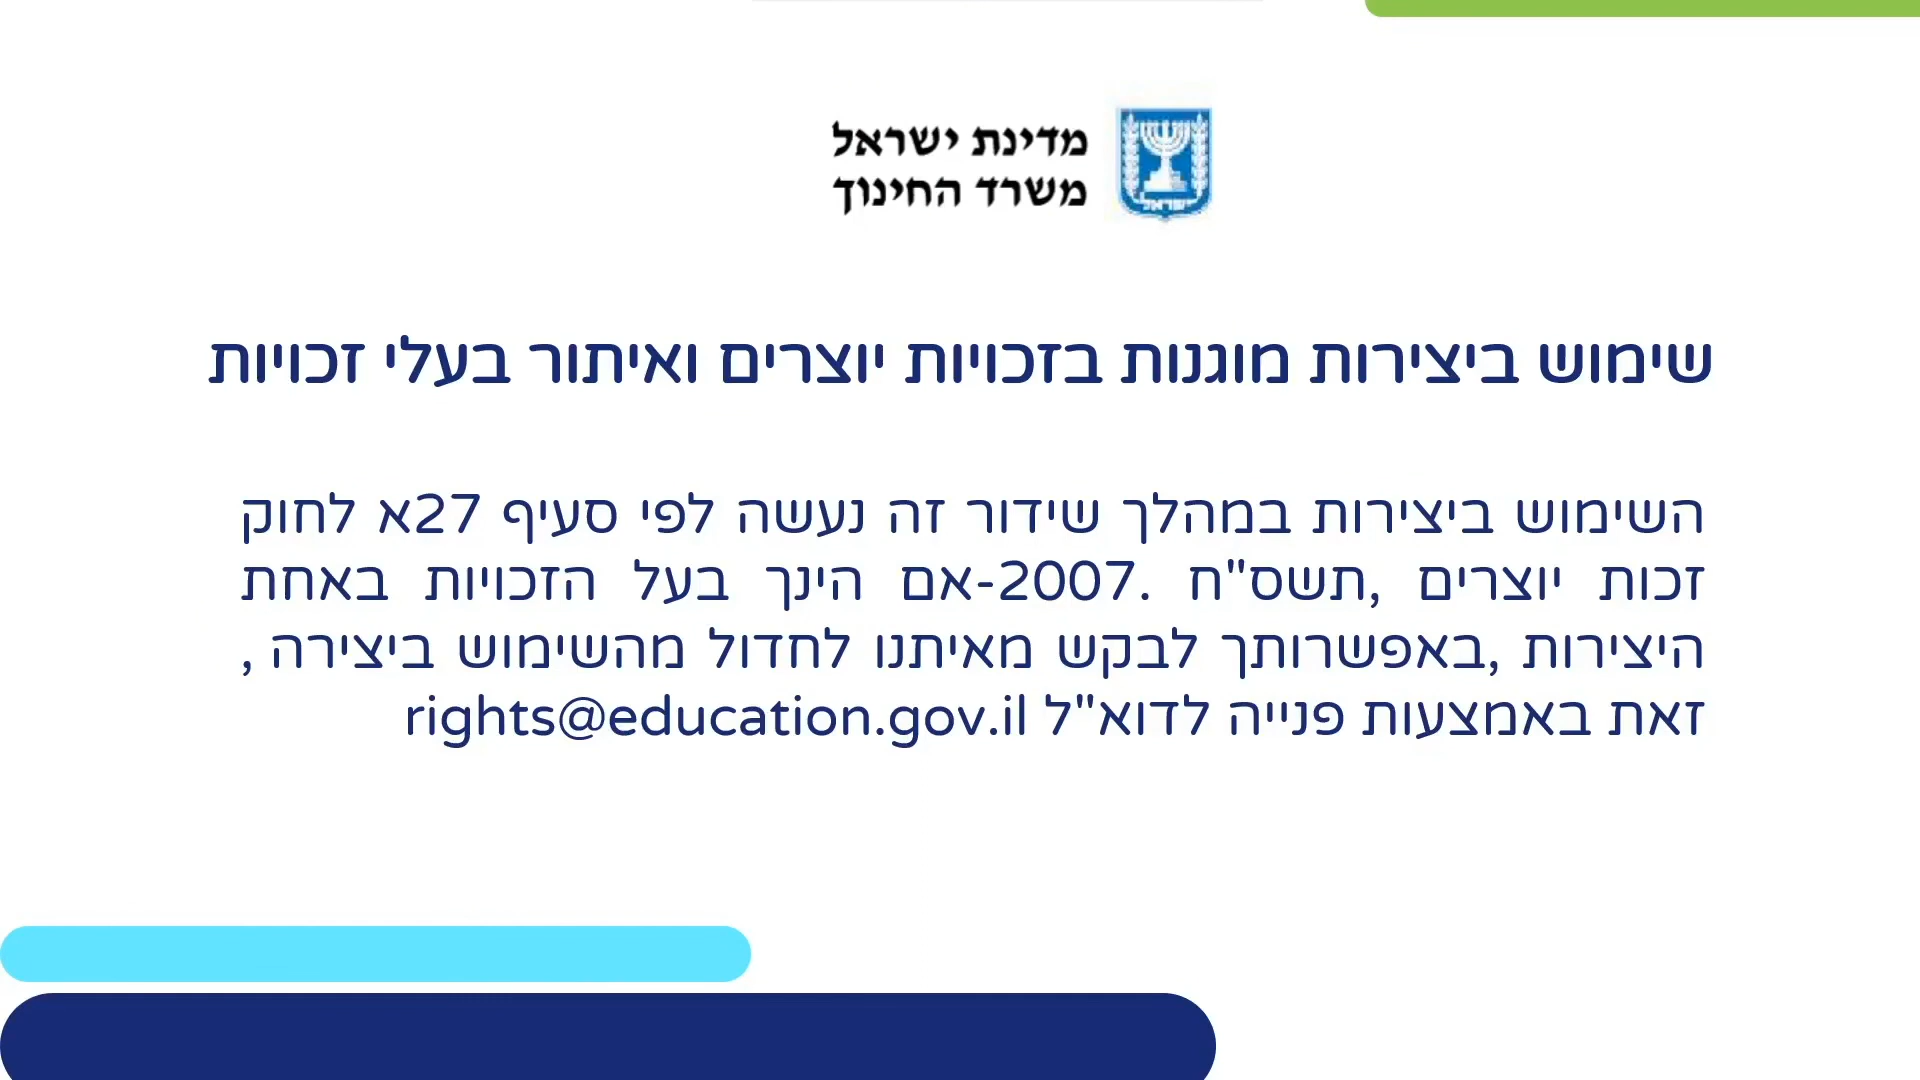 מדינת ישראל
משרד החינוך
ישראל
שימוש ביצירות מוגנות בזכויות יוצרים ואיתור בעלי זכויות
השימוש ביצירות במהלך שידור זה נעשה לפי סעיף 27א לחוק
זכות יוצרים ,תשס"ח .2007-אם הינך בעל הזכויות באחת
היצירות ,באפשרותך לבקש מאיתנו לחדול מהשימוש ביצירה ,
זאת באמצעות פנייה לדוא"ל rights@education.gov.il